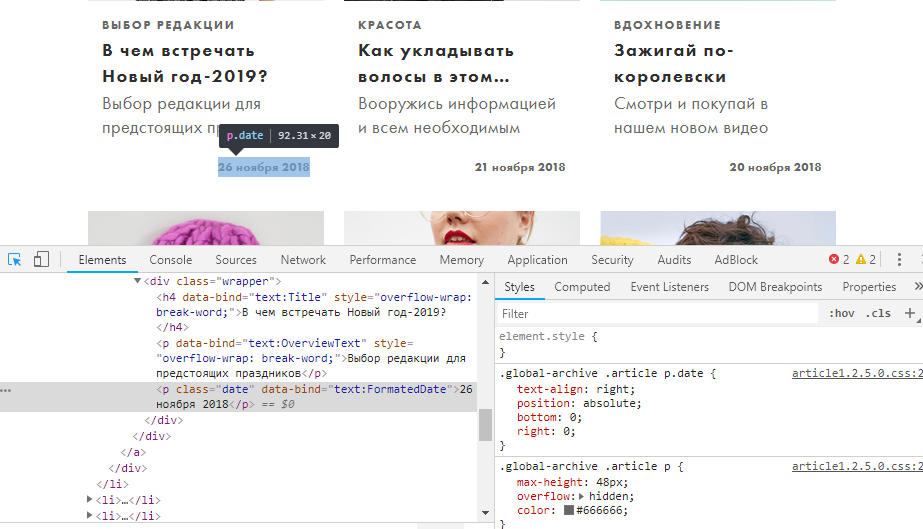 ВЫБОР РЕДАКЦИИ
В чем встречать
Новый год-2019?
Выбор редакции для
предстоящих п
p.date 92.31 × 20
26 ноября 2018
КРАСОТА
Как укладывать
волосы в этом...
Вооружись информацией
и всем необходимым
21 ноября 2018
ВДОХНОВЕНИЕ
Зажигай по-
королевски
Смотри и покупай в
нашем новом видео
20 ноября 2018
Elements Console Sources Network Performance Memory Application Security Audits AdBlock 2 2
<div class="wrapper">
<h4 data-bind="text:Title" style="overflow-wrap:
break-word;">В чем встречать Новый год-2019?
</h4>
<p data-bind="text:OverviewText" style=
"overflow-wrap: break-word;">Выбор редакции для
предстоящих праздников</p>
... <p class="date" data-bind="text:FormatedDate">26
ноября 2018</p> == $0
</div>
</div>
</a>
</div>
</li>
<li>…</li>
<li>…</li>
Styles Computed Event Listeners DOM Breakpoints Properties »
Filter :hov .cls +
element.style {
}
.global-archive .article p.date { article1.2.5.0.css:2
text-align: right;
position: absolute;
bottom: 0;
right: 0;
}
.global-archive .article p { article1.2.5.0.css:2
max-height: 48px;
overflow: hidden;
color: #666666;